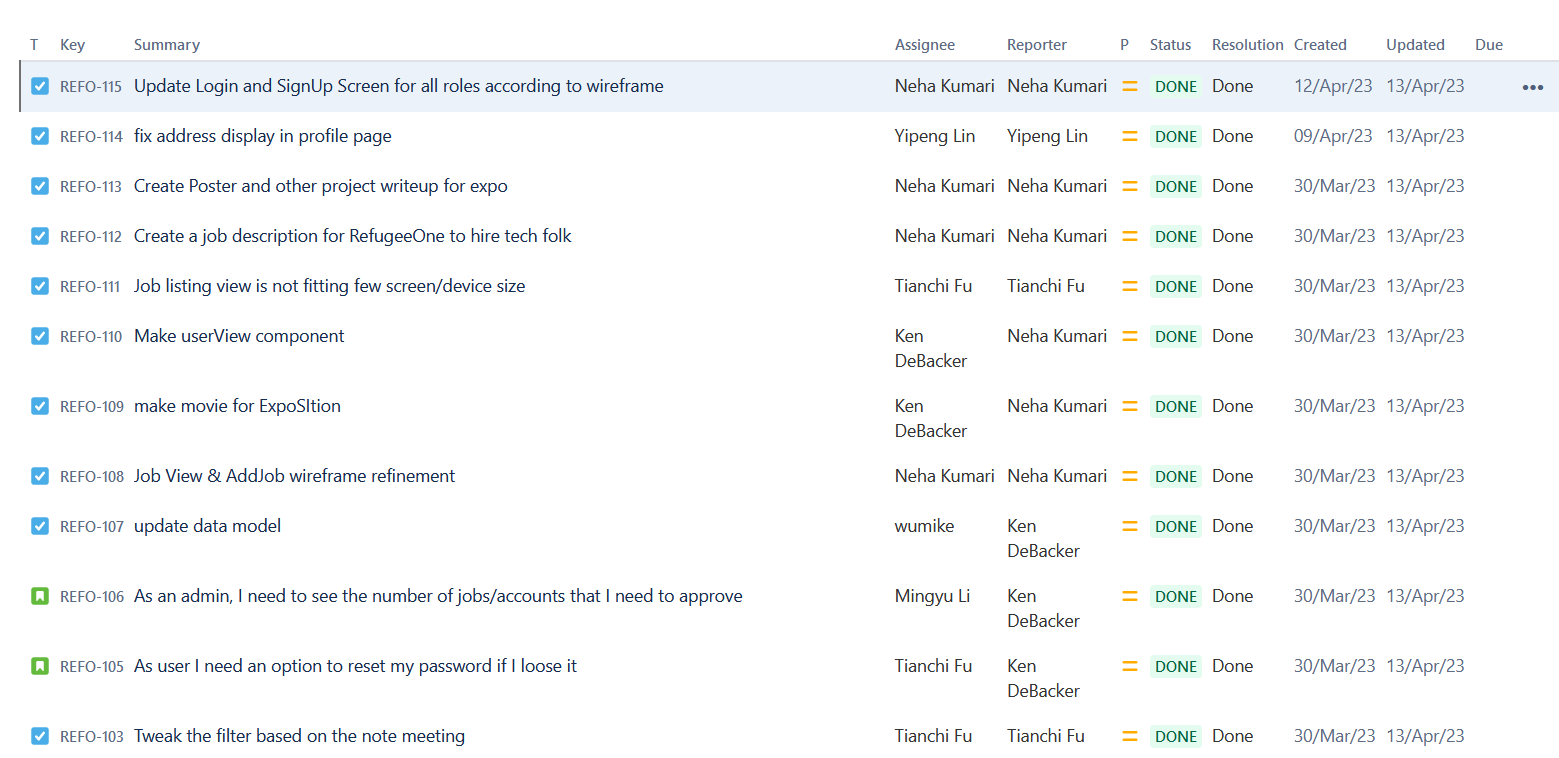 T Key Summary Assignee Reporter P Status Resolution Created Updated Due
REFO-115 Update Login and SignUp Screen for all roles according to wireframe Neha Kumari Neha Kumari DONE Done 12/Apr/23 13/Apr/23
REFO-114 fix address display in profile page Yipeng Lin Yipeng Lin DONE Done 09/Apr/23 13/Apr/23
REFO-113 Create Poster and other project writeup for expo Neha Kumari Neha Kumari DONE Done 30/Mar/23 13/Apr/23
REFO-112 Create a job description for RefugeeOne to hire tech folk Neha Kumari Neha Kumari DONE Done 30/Mar/23 13/Apr/23
REFO-111 Job listing view is not fitting few screen/device size Tianchi Fu Tianchi Fu DONE Done 30/Mar/23 13/Apr/23
REFO-110 Make userView component Ken Neha Kumari DONE Done 30/Mar/23 13/Apr/23
DeBacker
REFO-109 make movie for ExpoSItion Ken Neha Kumari DONE Done 30/Mar/23 13/Apr/23
DeBacker
REFO-108 Job View & AddJob wireframe refinement Neha Kumari Neha Kumari DONE Done 30/Mar/23 13/Apr/23
REFO-107 update data model wumike Ken DONE Done 30/Mar/23 13/Apr/23
DeBacker
REFO-106 As an admin, I need to see the number of jobs/accounts that I need to approve Mingyu Li Ken DONE Done 30/Mar/23 13/Apr/23
DeBacker
REFO-105 As user I need an option to reset my password if I loose it Tianchi Fu Ken DONE Done 30/Mar/23 13/Apr/23
DeBacker
REFO-103 Tweak the filter based on the note meeting Tianchi Fu Tianchi Fu DONE Done 30/Mar/23 13/Apr/23